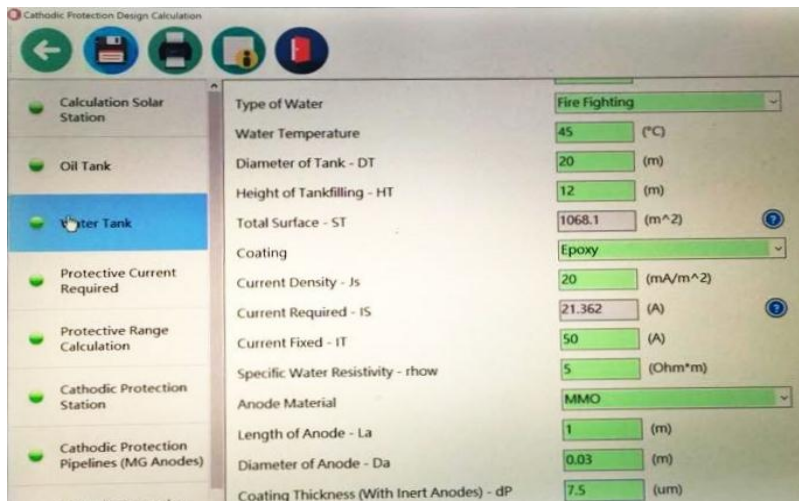 Cathodic Protection Design Calculation
Calculation Solar
Station
Oil Tank
Water Tank
Protective Current
Required
Protective Range
Calculation
Cathodic Protection
Station
Cathodic Protection
Pipelines (MG Anodes)
Type of Water Fire Fighting
Water Temperature 45 (°C)
Diameter of Tank - DT 20 (m)
Height of Tankfilling - HT 12 (m)
Total Surface - ST 1068.1 (m^2) ?
Coating Epoxy
Current Density - Js 20 (mA/m^2)
Current Required - IS 21.362 (A) ?
Current Fixed - IT 50 (A)
Specific Water Resistivity - rhow 5 (Ohm*m)
Anode Material MMO
Length of Anode - La 1 (m)
Diameter of Anode - Da 0.03 (m)
Coating Thickness (With Inert Anodes) - dP 7.5 (um)